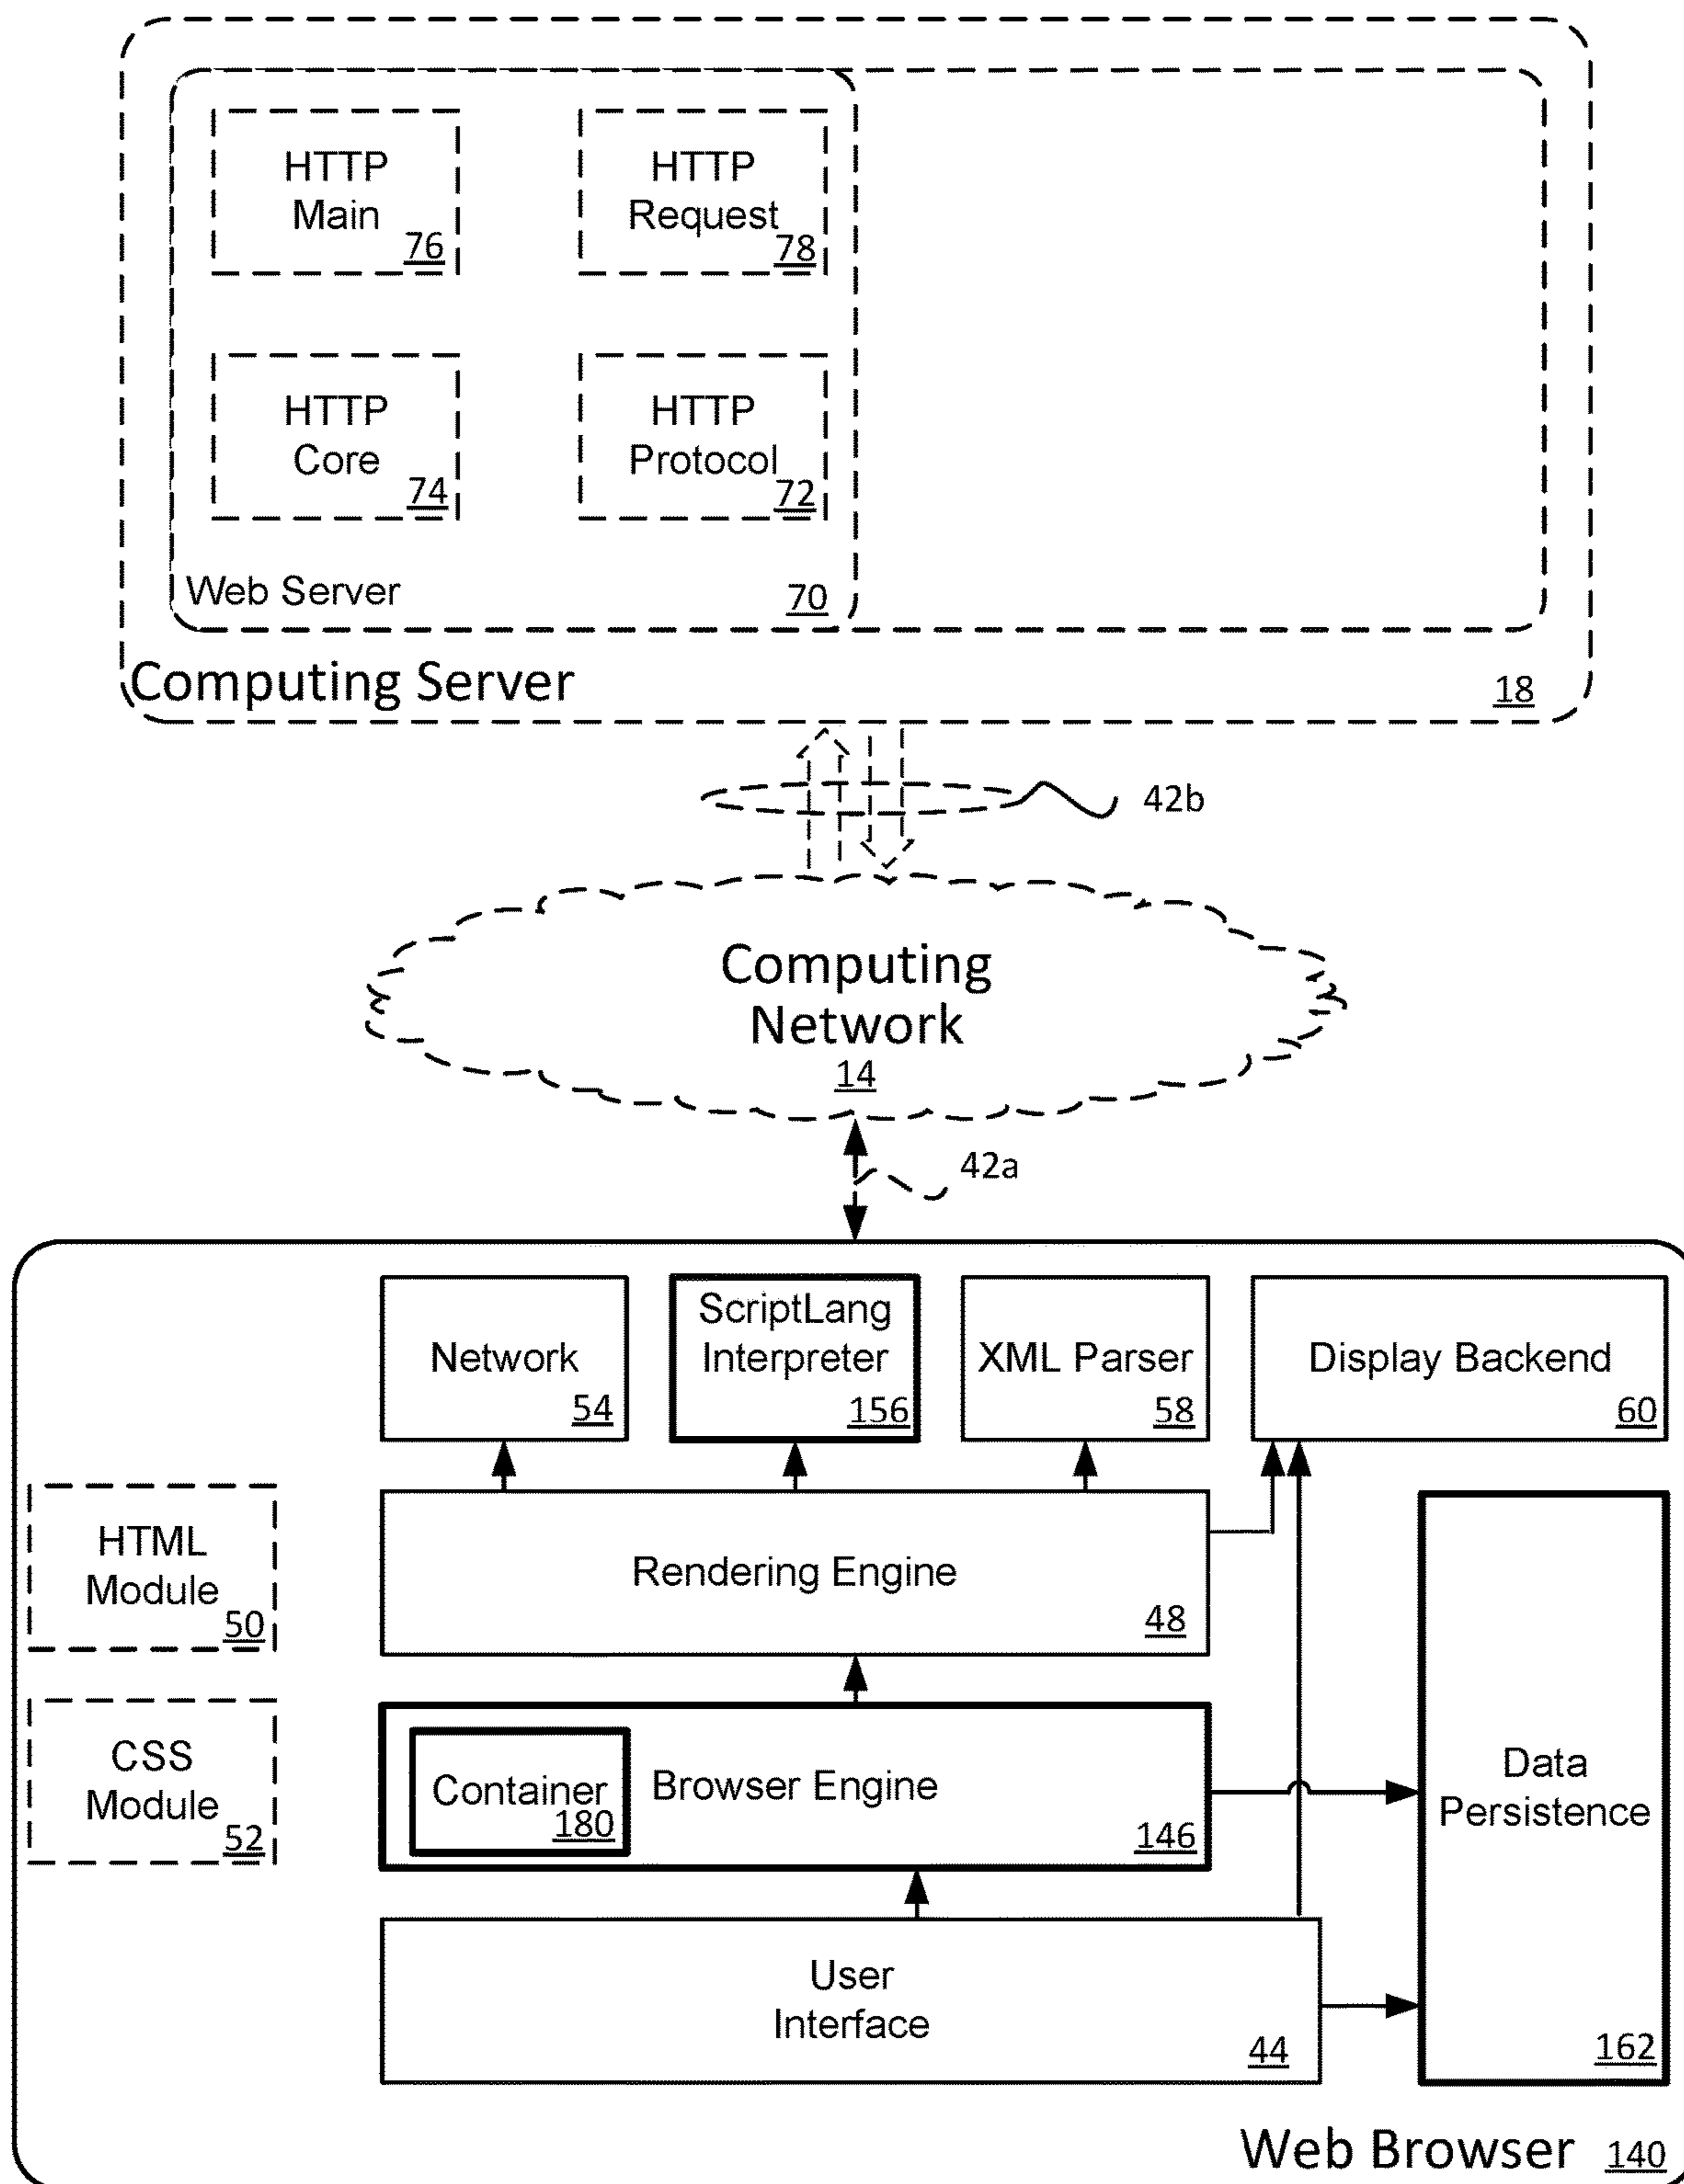 HTTP
Main
76
HTTP
Request
78
HTTP
Core
74
HTTP
Protocol
72
Web Server
70
Computing Server
18
42b
Computing
Network
14
42a
Network
54
ScriptLang
Interpreter
156
XML Parser
58
Display Backend
60
HTML
Module
50
Rendering Engine
48
CSS
Module
52
Container
180
Browser Engine
146
Data
Persistence
162
User
Interface
44
Web Browser
140